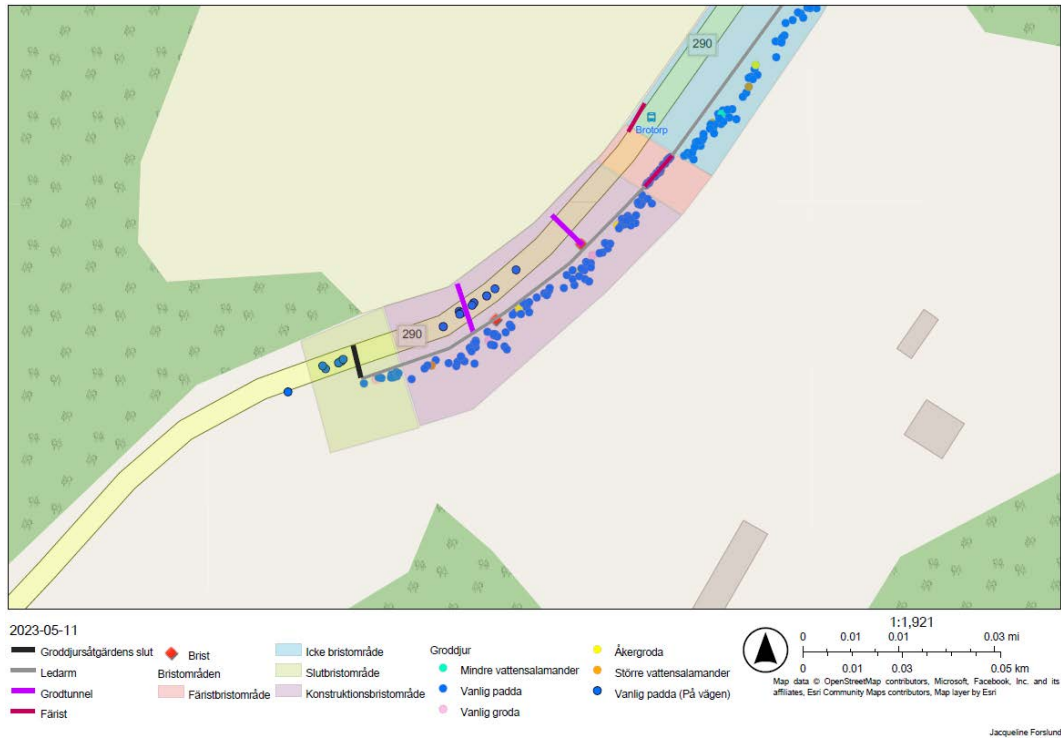 290
Brotorp
290
2023-05-11
Groddjursåtgärdens slut
Ledarm
Grodtunnel
Färist
Brist
Bristområden
Färistbristområde
Icke bristområde
Slutbristområde
Konstruktionsbristområde
Groddjur
Mindre vattensalamander
Vanlig padda
Vanlig groda
Åkergroda
Större vattensalamander
Vanlig padda (På vägen)
1:1,921
0 0.01 0.01 0.03 mi
0 0.01 0.03 0.05 km
Map data © OpenStreetMap contributors, Microsoft, Facebook, Inc. and its
affiliates, Esri Community Maps contributors, Map layer by Esri
Jacqueline Forslund